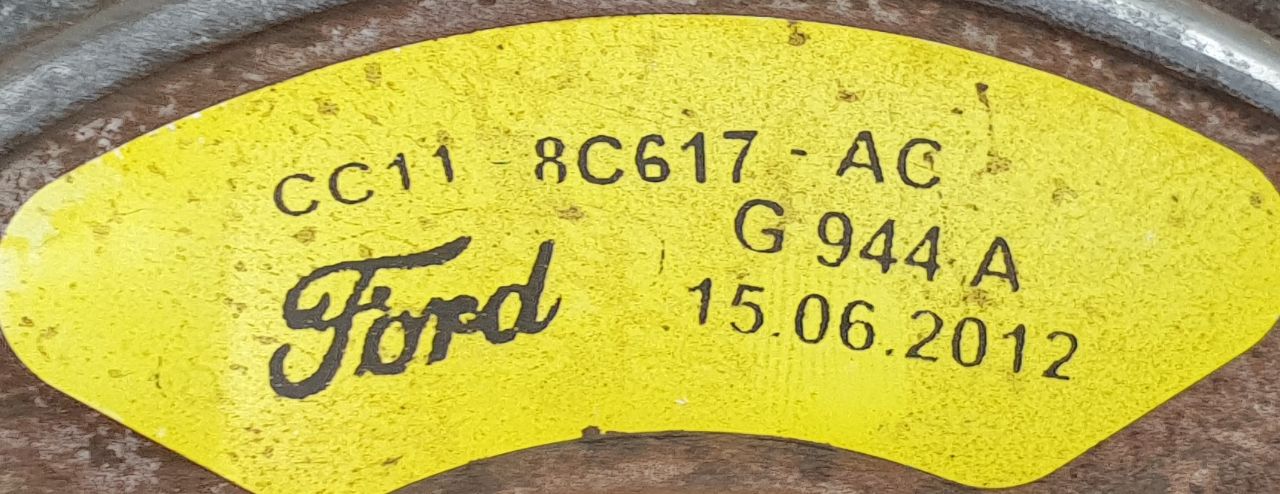 CC11 - 8C617 - AC
G 944 A
Ford
15.06.2012